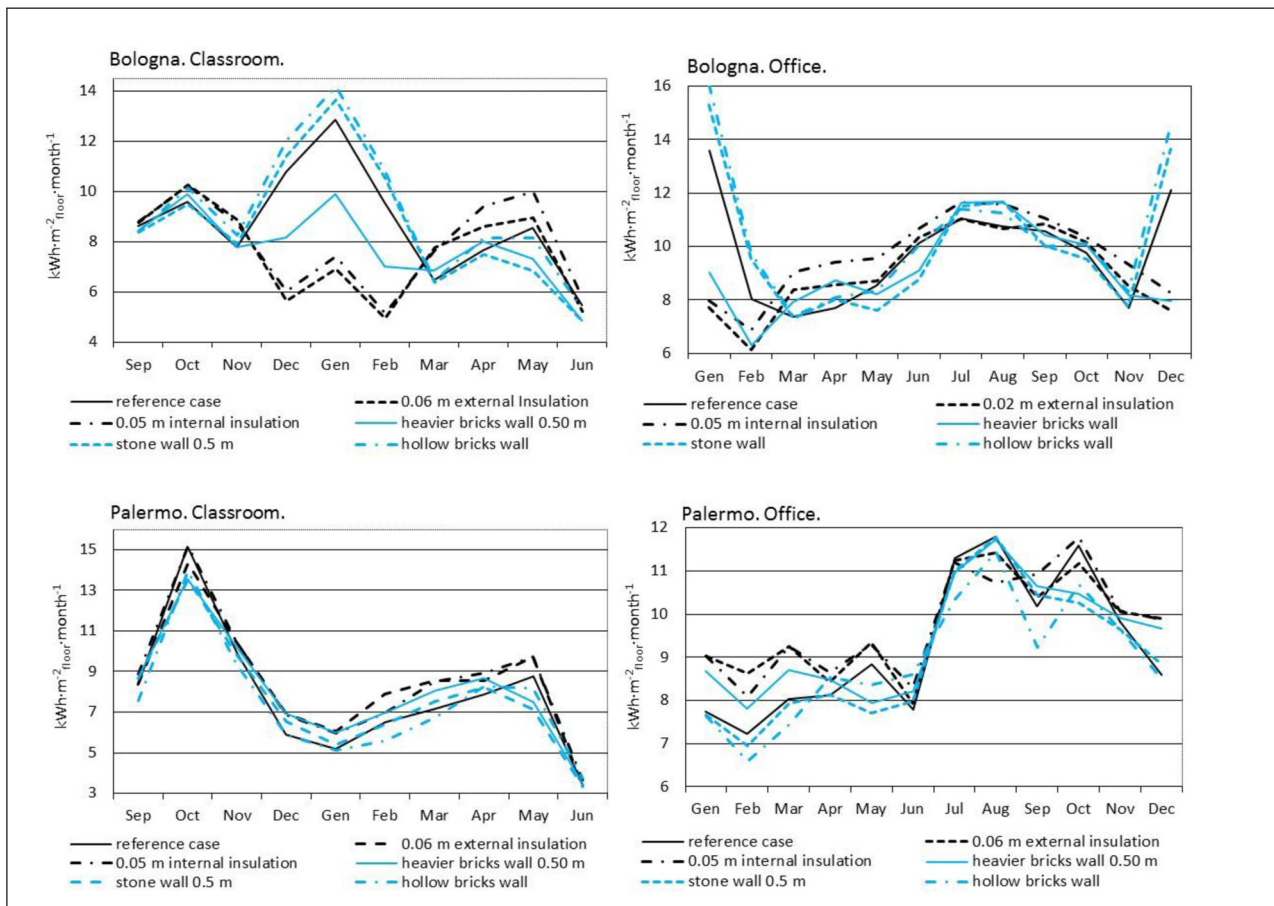 Bologna. Classroom.
kWh·m⁻²floor·month⁻¹
14
12
10
8
6
4
Sep Oct Nov Dec Gen Feb Mar Apr May Jun
reference case 0.06 m external Insulation
0.05 m internal insulation heavier bricks wall 0.50 m
stone wall 0.5 m hollow bricks wall
Bologna. Office.
kWh·m⁻²floor·month⁻¹
16
14
12
10
8
6
Gen Feb Mar Apr May Jun Jul Aug Sep Oct Nov Dec
reference case 0.02 m external insulation
0.05 m internal insulation heavier bricks wall
stone wall hollow bricks wall
Palermo. Classroom.
kWh·m⁻²floor·month⁻¹
15
13
11
9
7
5
3
Sep Oct Nov Dec Gen Feb Mar Apr May Jun
reference case 0.06 m external insulation
0.05 m internal insulation heavier bricks wall 0.50 m
stone wall 0.5 m hollow bricks wall
Palermo. Office.
kWh·m⁻²floor·month⁻¹
12
11
10
9
8
7
6
Gen Feb Mar Apr May Jun Jul Aug Sep Oct Nov Dec
reference case 0.06 m external insulation
0.05 m internal insulation heavier bricks wall 0.50 m
stone wall 0.5 m hollow bricks wall